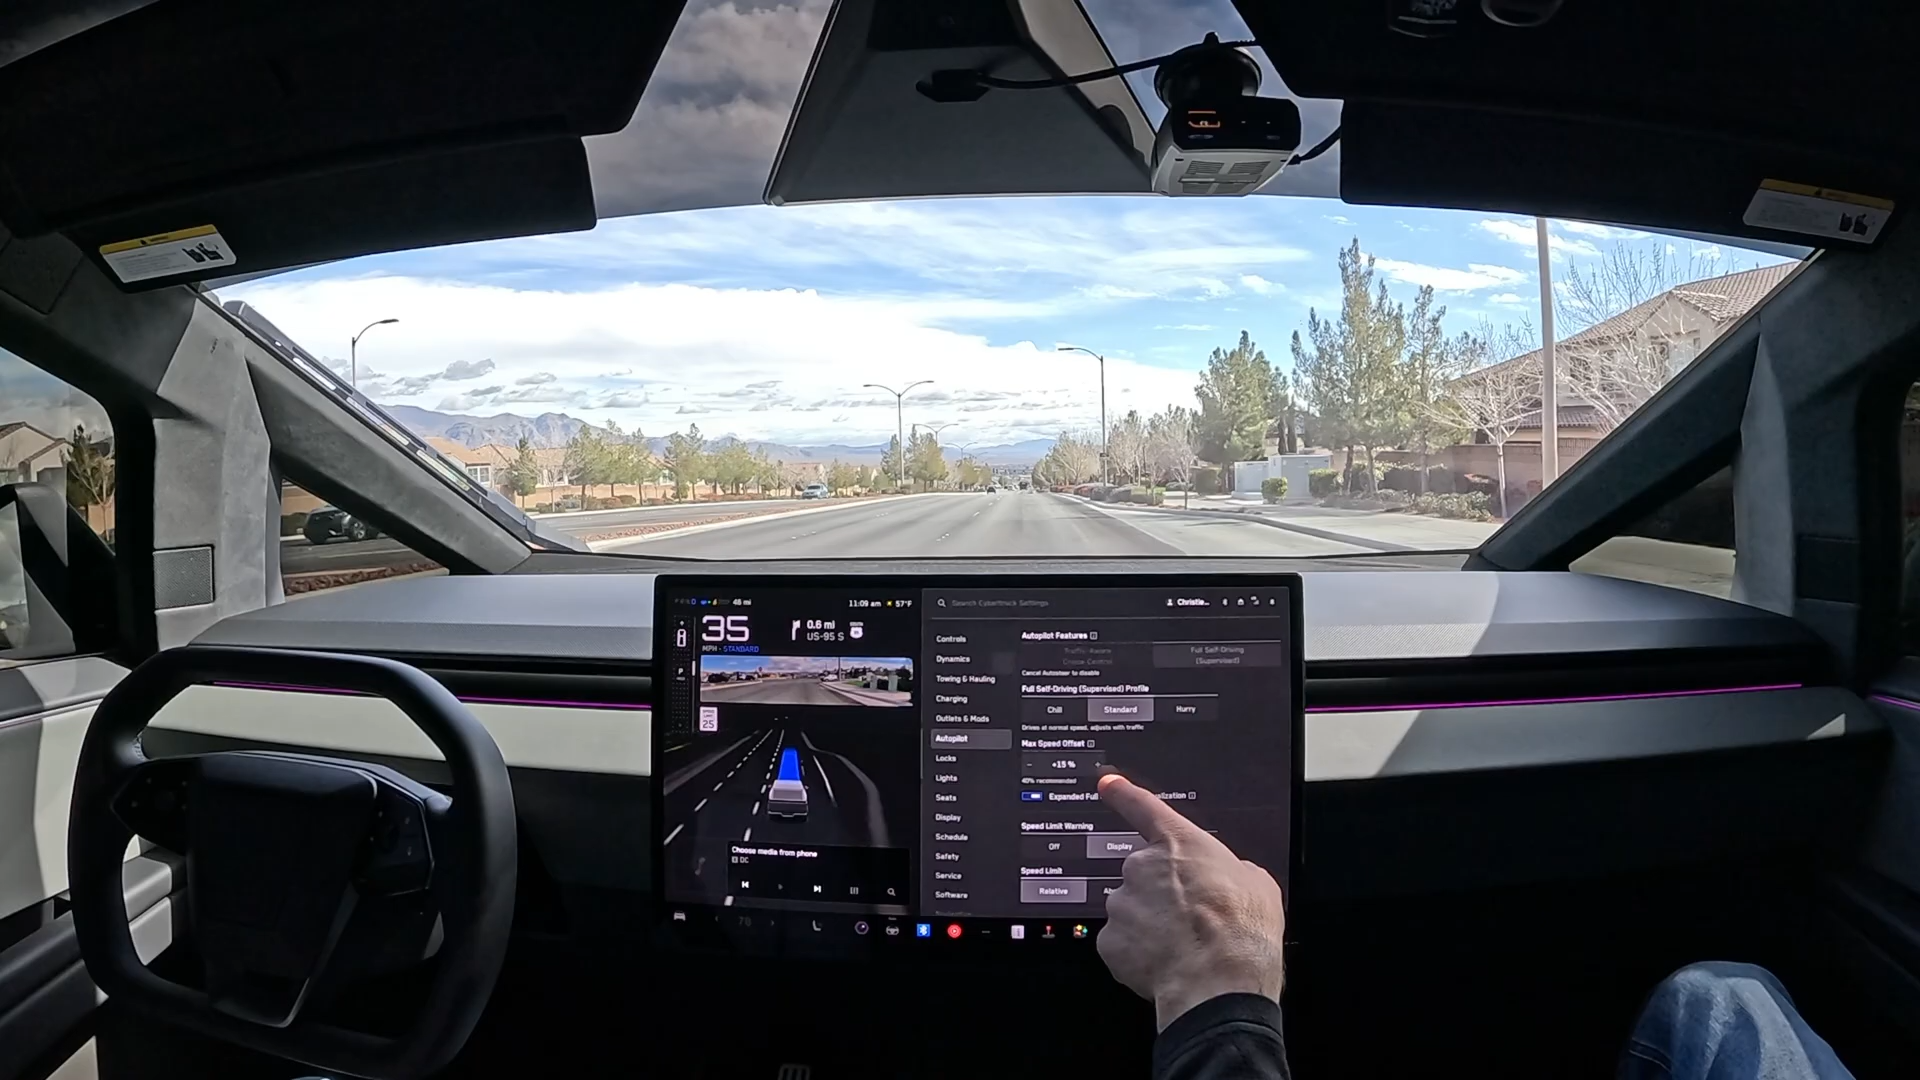 46 mi
11:09 am
57°F
35
MPH · STANDARD
0.6 mi
US-95 S
SPEED
LIMIT
25
Choose media from phone
DC
Search Cybertruck Settings
Christie...
Controls
Dynamics
Towing & Hauling
Charging
Outlets & Mods
Autopilot
Locks
Lights
Seats
Display
Schedule
Safety
Service
Software
Autopilot Features
Traffic-Aware
Cruise Control
Full Self-Driving
(Supervised)
Cancel Autosteer to disable
Full Self-Driving (Supervised) Profile
Chill
Standard
Hurry
Drives at normal speed, adjusts with traffic
Max Speed Offset
- +15 % +
40% recommended
Expanded Full
Speed Limit Warning
Off
Display
Speed Limit
Relative